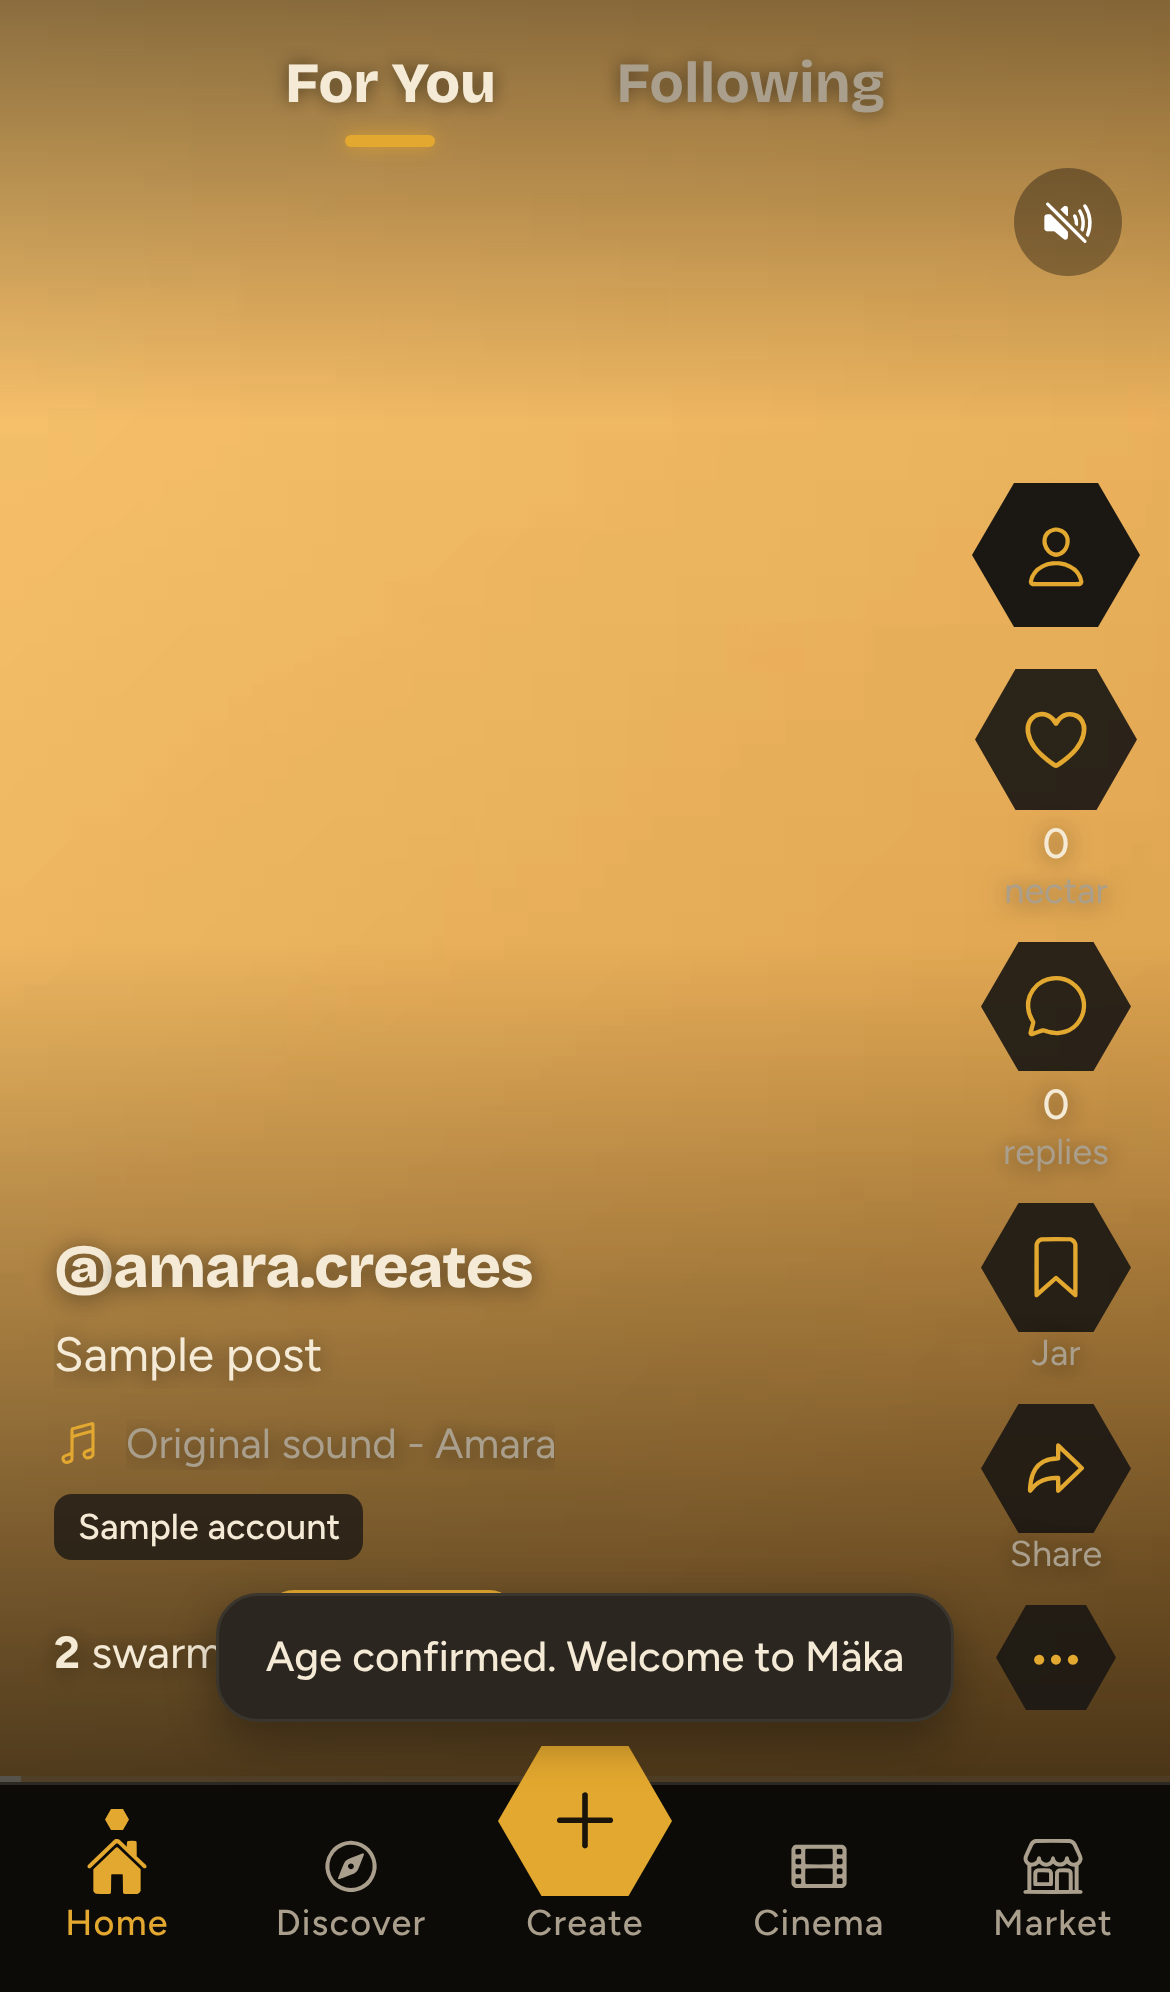 For You Following
0
nectar
0
replies
@amara.creates
Sample post
Jar
Original sound - Amara
Sample account
Share
2
Age confirmed. Welcome to Mäka
Home Discover Create Cinema Market